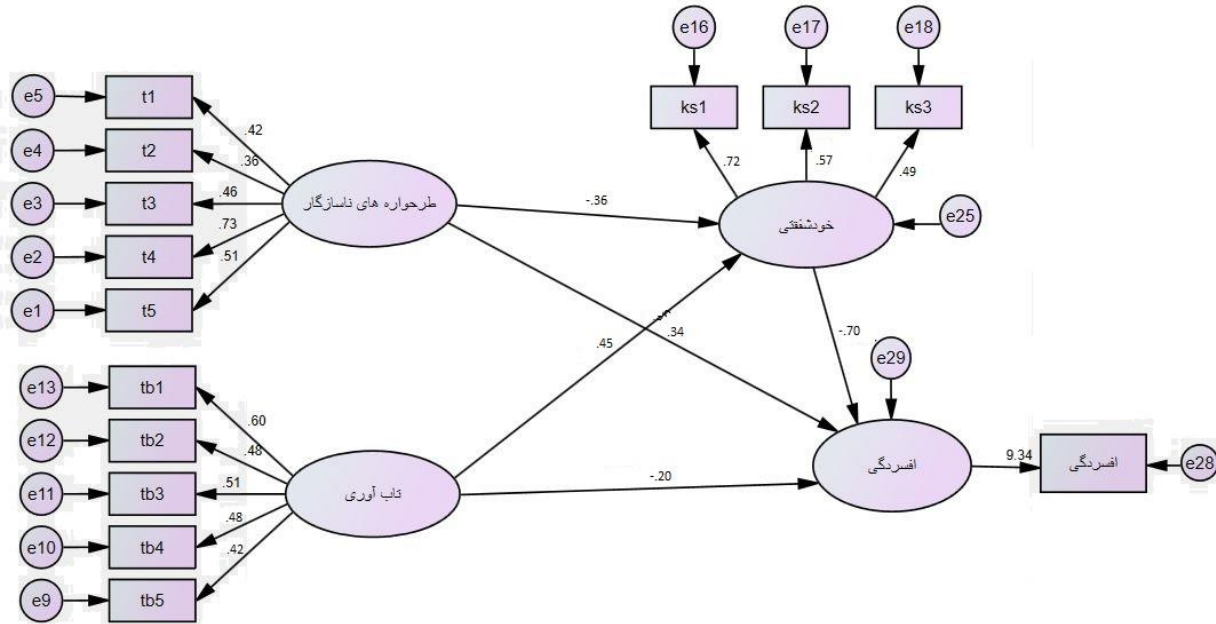 e16
e17
e18
ks1
ks2
ks3
.72
.57
.49
e5
t1
.42
e4
t2
.36
e3
t3
.46
e2
t4
.73
e1
t5
.51
طرحواره های ناسازگار
-.36
خودشفقتی
e25
.45
.34
-.70
e29
e13
tb1
.60
e12
tb2
.48
e11
tb3
.51
e10
tb4
.48
e9
tb5
.42
تاب آوری
-.20
افسردگی
9.34
افسردگی
e28